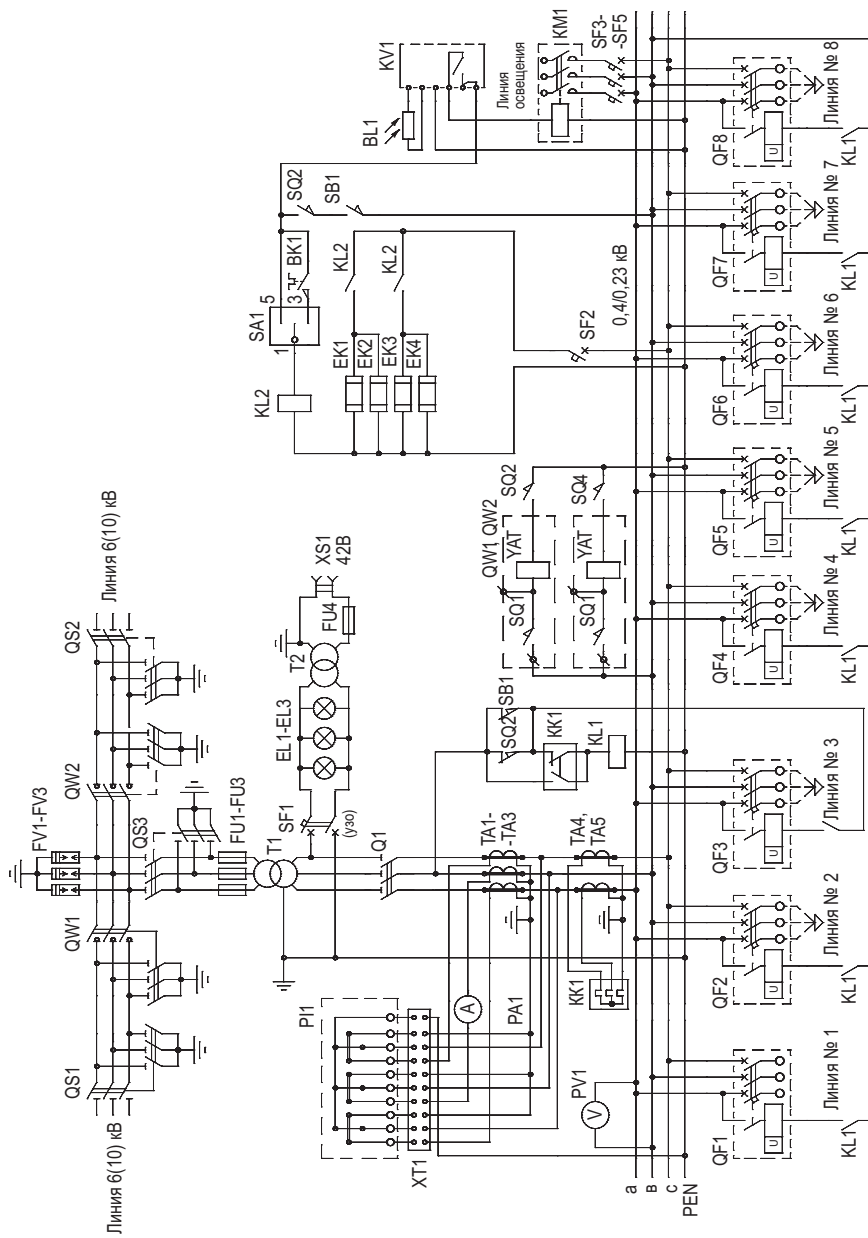 Линия 6(10) кВ
QS1
QW1
FV1-FV3
QW2
QS2
Линия 6(10) кВ
QS3
FU1-FU3
T1
SF1
(узо)
EL1-EL3
T2
FU4
XS1
42В
Q1
PI1
XT1
A
PA1
TA1-
-TA3
KK1
TA4,
TA5
PV1
V
SQ2
SB1
KK1
KL1
QW1, QW2
SQ1
YAT
SQ2
SQ1
YAT
SQ4
KL2
SA1
1
5
3
BK1
SQ2
SB1
EK1
EK2
EK3
EK4
KL2
KL2
SF2
0,4/0,23 кВ
BL1
KV1
Линия
освещения
KM1
SF3-
-SF5
а
в
с
PEN
QF1
U
KL1
Линия № 1
QF2
U
KL1
Линия № 2
QF3
U
Линия № 3
QF4
U
KL1
Линия № 4
QF5
U
KL1
Линия № 5
QF6
U
KL1
Линия № 6
QF7
U
KL1
Линия № 7
QF8
U
KL1
Линия № 8